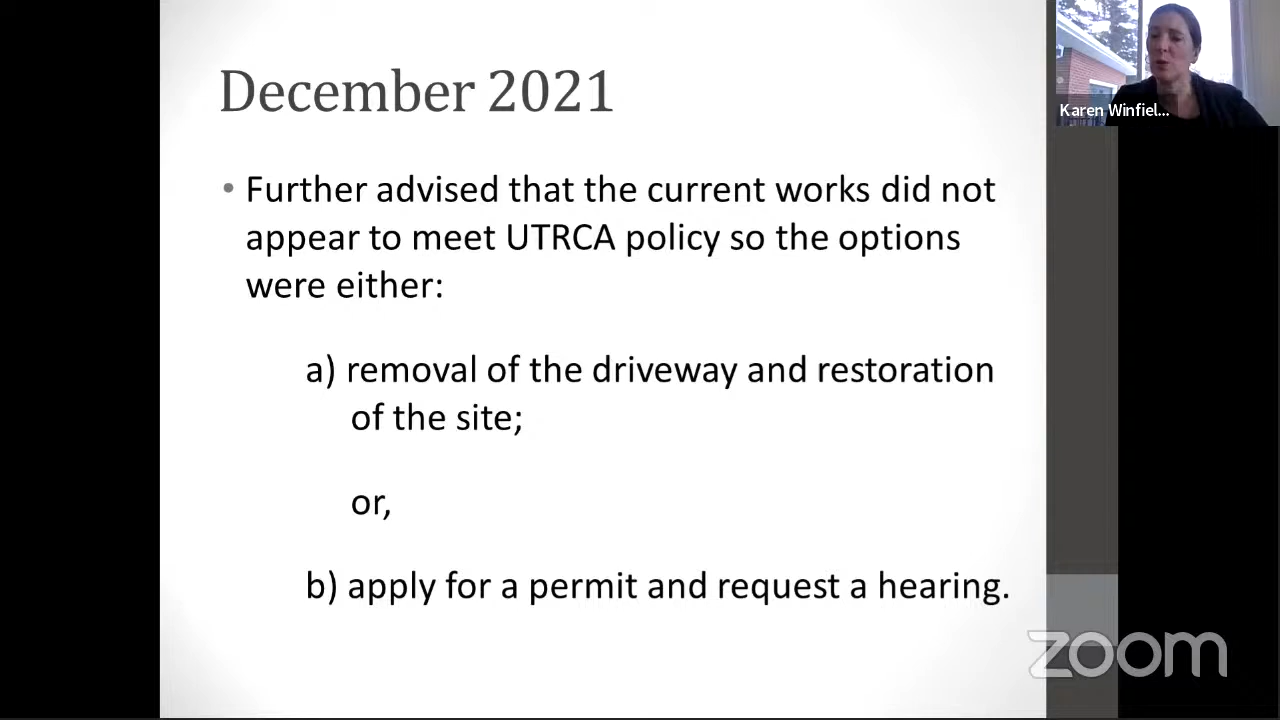 December 2021
Karen Winfiel...
• Further advised that the current works did not
appear to meet UTRCA policy so the options
were either:
a) removal of the driveway and restoration
of the site;
or,
b) apply for a permit and request a hearing.
zoom